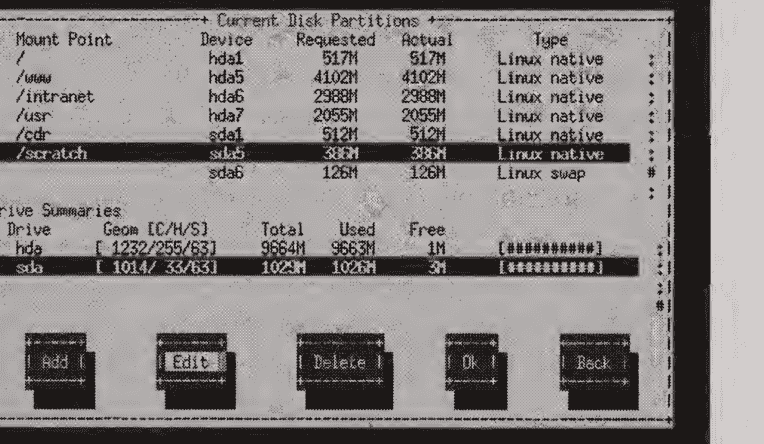 Current Disk Partitions
Mount Point Device Requested Actual Type
/ hda1 517M 517M Linux native
/www hda5 4102M 4102M Linux native
/intranet hda6 2988M 2988M Linux native
/usr hda7 2055M 2055M Linux native
/cdr sda1 512M 512M Linux native
/scratch sda5 386M 386M Linux native
sda6 126M 126M Linux swap
rive Summaries
Drive Geom [C/H/S] Total Used Free
hda [ 1232/255/63] 9664M 9663M 1M [##########]
sda [ 1014/ 33/63] 1029M 1026M 3M [##########]
Add Edit Delete Ok Back